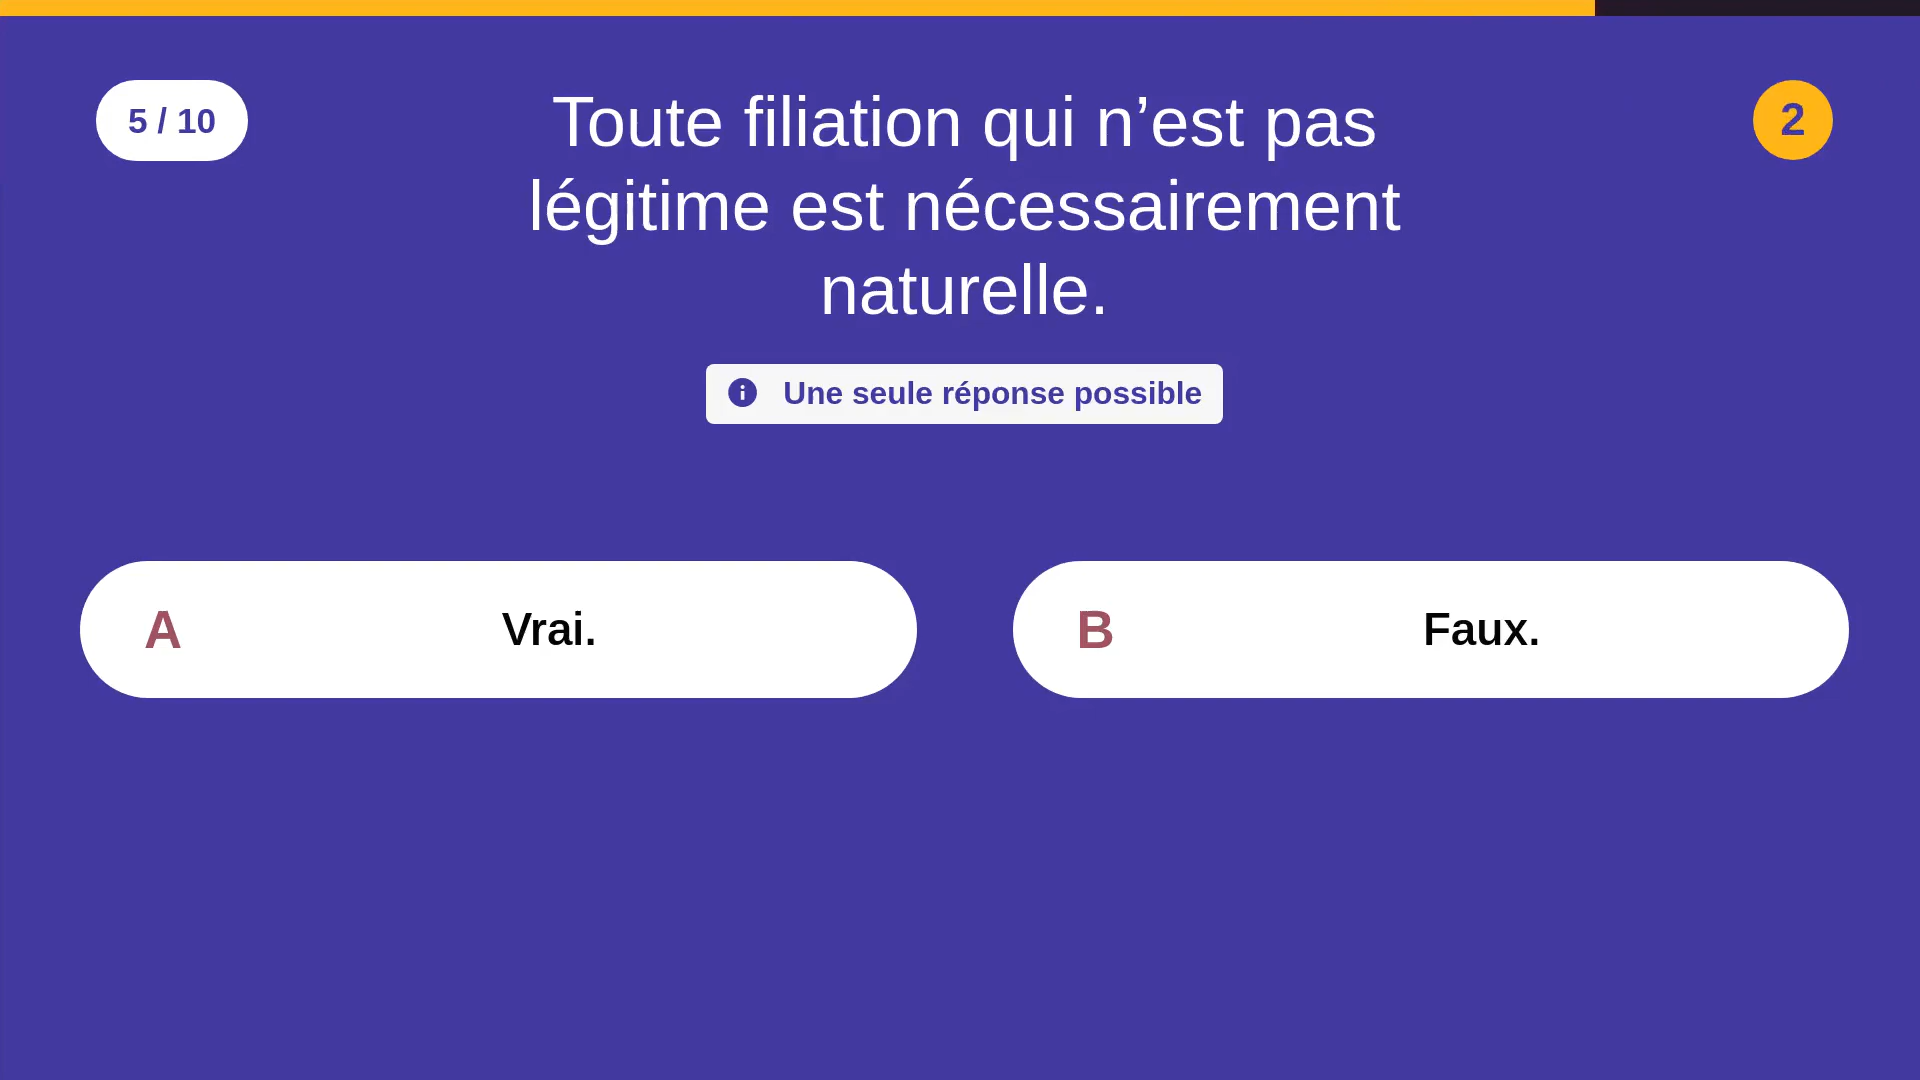 5 / 10
Toute filiation qui n’est pas
légitime est nécessairement
naturelle.
2
Une seule réponse possible
A
Vrai.
B
Faux.